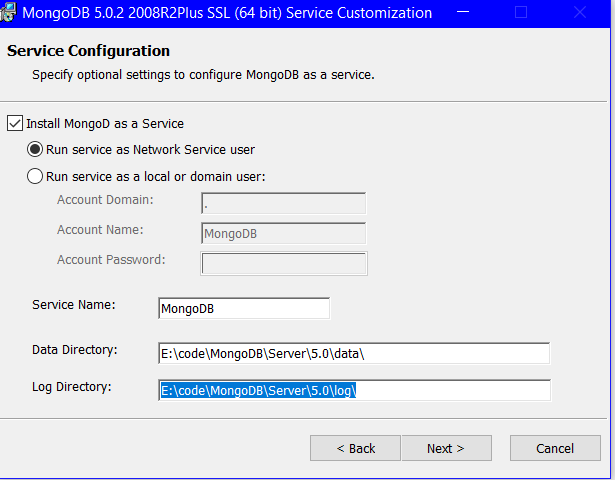 MongoDB 5.0.2 2008R2Plus SSL (64 bit) Service Customization
Service Configuration
Specify optional settings to configure MongoDB as a service.
Install MongoD as a Service
Run service as Network Service user
Run service as a local or domain user:
Account Domain: .
Account Name: MongoDB
Account Password:
Service Name: MongoDB
Data Directory: E:\code\MongoDB\Server\5.0\data\
Log Directory: E:\code\MongoDB\Server\5.0\log\
< Back Next > Cancel